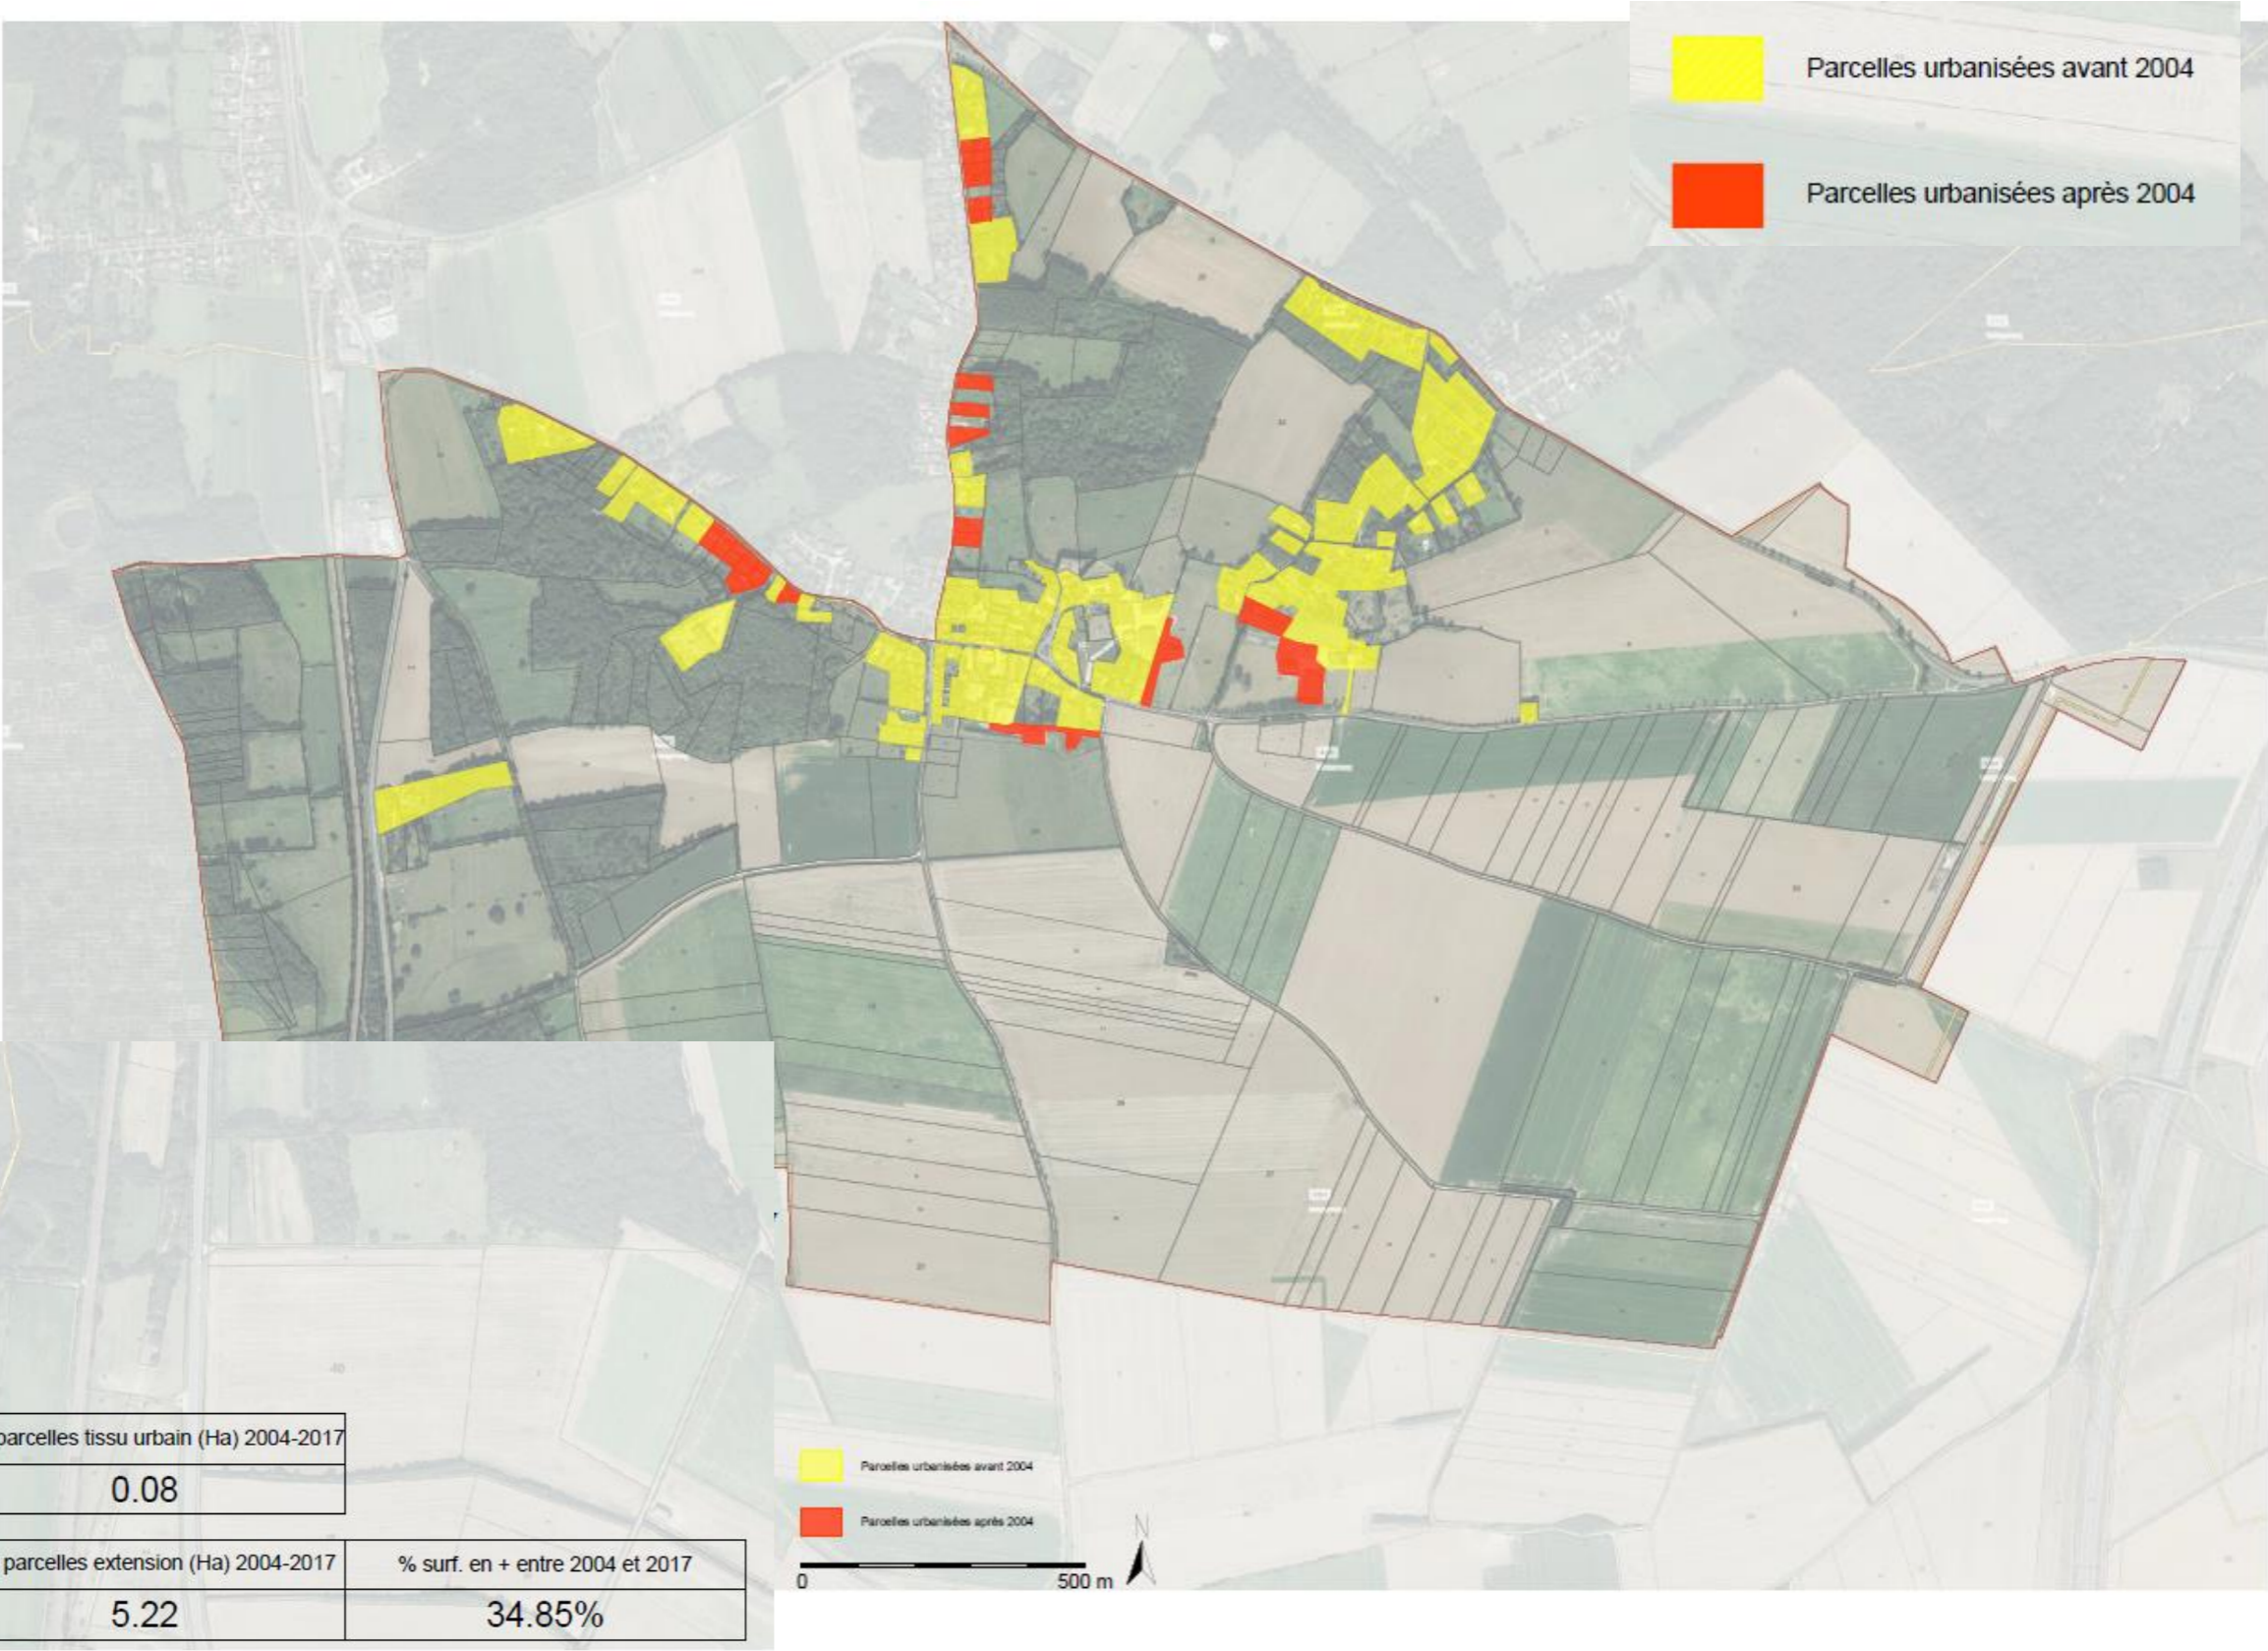 Parcelles urbanisées avant 2004
Parcelles urbanisées après 2004
parcelles tissu urbain (Ha) 2004-2017
0.08
parcelles extension (Ha) 2004-2017
% surf. en + entre 2004 et 2017
5.22
34.85%
Parcelles urbanisées avant 2004
Parcelles urbanisées après 2004
N
0
500 m